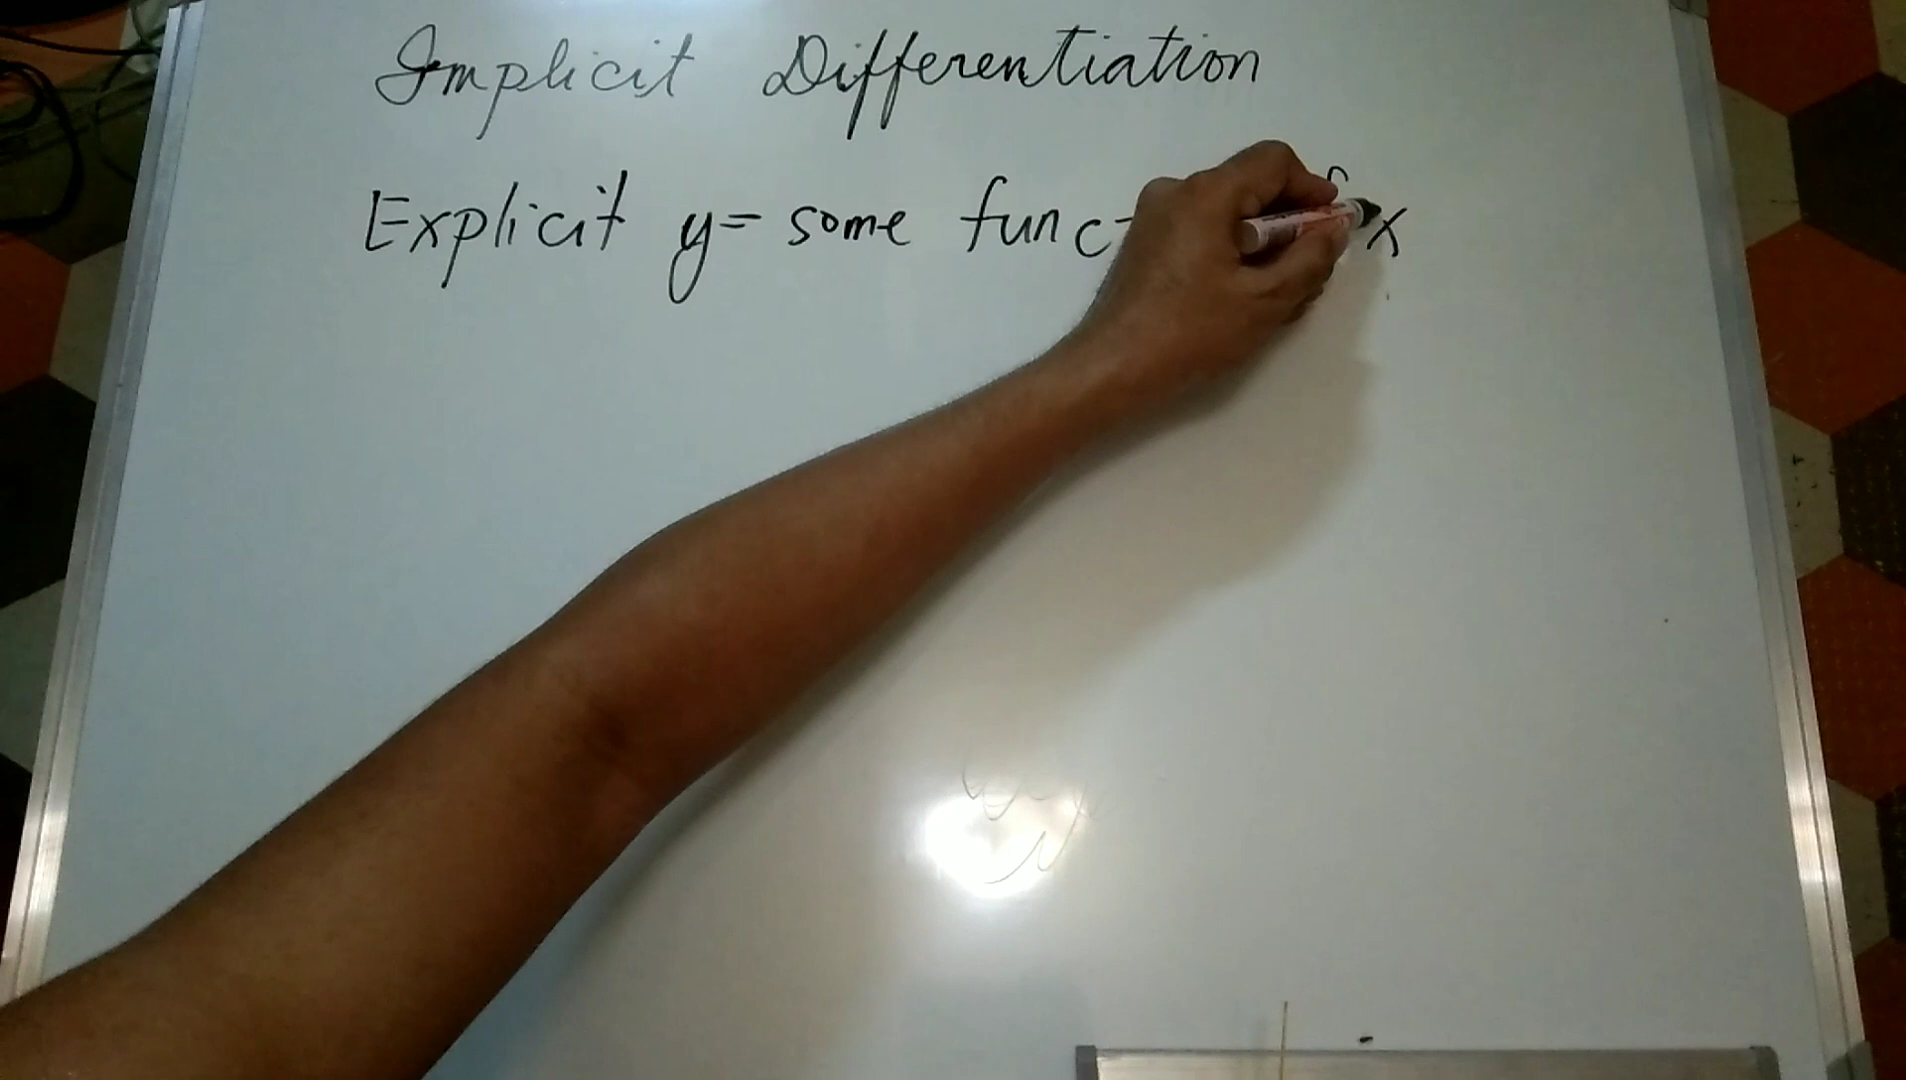 Implicit Differentiation
Explicit y= some func x